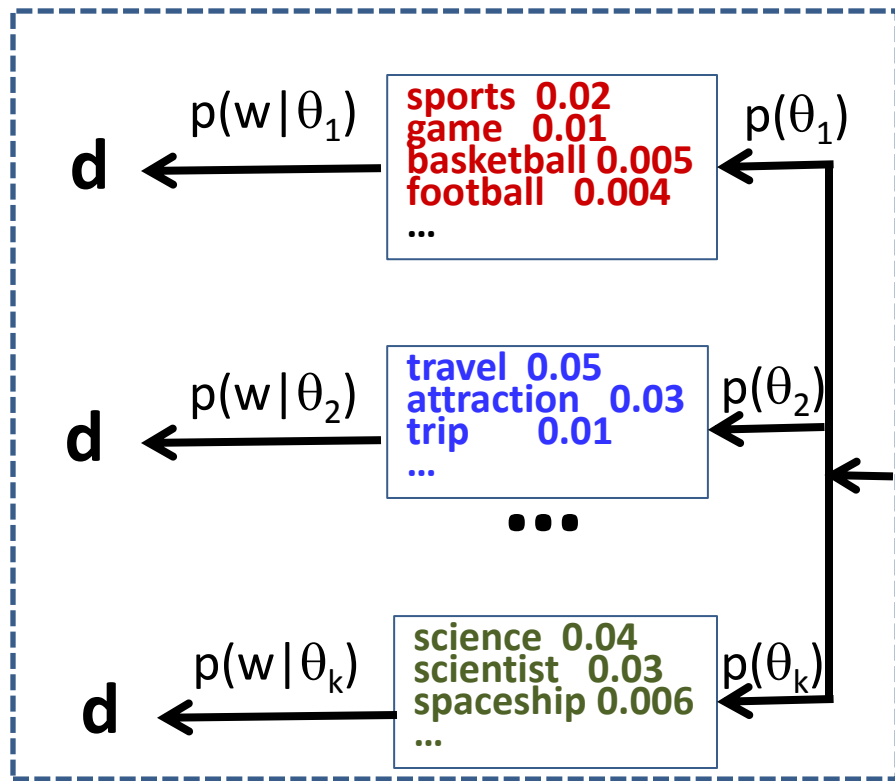 d p(w|θ₁) sports 0.02 p(θ₁)
game 0.01
basketball 0.005
football 0.004
...
d p(w|θ₂) travel 0.05 p(θ₂)
attraction 0.03
trip 0.01
...
...
d p(w|θₖ) science 0.04 p(θₖ)
scientist 0.03
spaceship 0.006
...